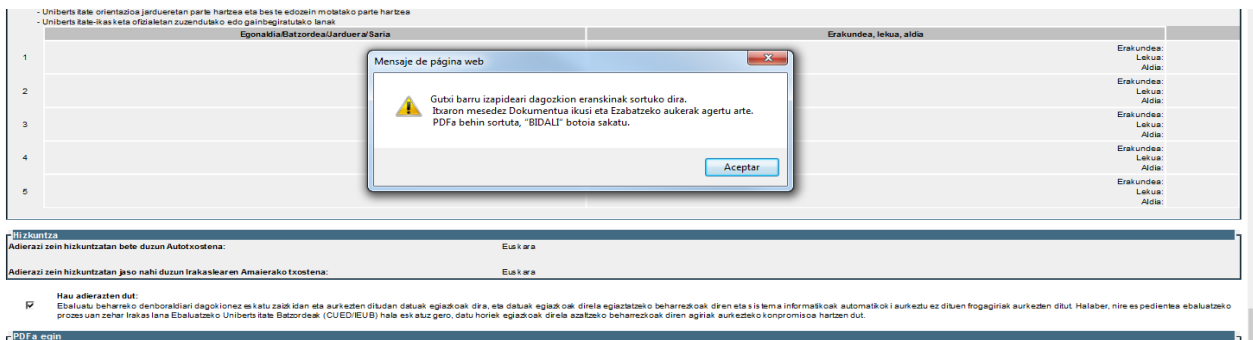 - Unibertsitate orientazioa jardueretan parte hartzea eta beste edozein motatako parte hartzea
- Unibertsitate-ikasketa ofizialetan zuzendutako edo gainbegiratutako lanak
Egonaldia/Batzordea/Jarduera/Saria
Erakundea, lekua, aldia
1
Erakundea:
Lekua:
Aldia:
2
Erakundea:
Lekua:
Aldia:
3
Erakundea:
Lekua:
Aldia:
4
Erakundea:
Lekua:
Aldia:
5
Erakundea:
Lekua:
Aldia:
Mensaje de página web
Gutxi barru izapideari dagozkion eranskinak sortuko dira.
Itxaron mesedez Dokumentua ikusi eta Ezabatzeko aukerak agertu arte.
PDFa behin sortuta, "BIDALI" botoia sakatu.
Aceptar
Hizkuntza
Adierazi zein hizkuntzatan bete duzun Autotxostena: Euskara
Adierazi zein hizkuntzatan jaso nahi duzun Irakaslearen Amaierako txostena: Euskara
Hau adierazten dut:
Ebaluatu beharreko denboraldiari dagokionez eskatu zaizkidan eta aurkezten ditudan datuak egiazkoak dira, eta datuak egiazkoak direla egiaztatzeko beharrezkoak diren eta sistema informatikoak automatikoki aurkeztu ez dituen frogagiriak aurkezten ditut. Halaber, nire espedientea ebaluatzeko
prozesuan zehar Irakaslana Ebaluatzeko Unibertsitate Batzordeak (CUED/IEUB) hala eskatuz gero, datu horiek egiazkoak direla azaltzeko beharrezkoak diren agiriak aurkezteko konpromisoa hartzen dut.
PDFa egin